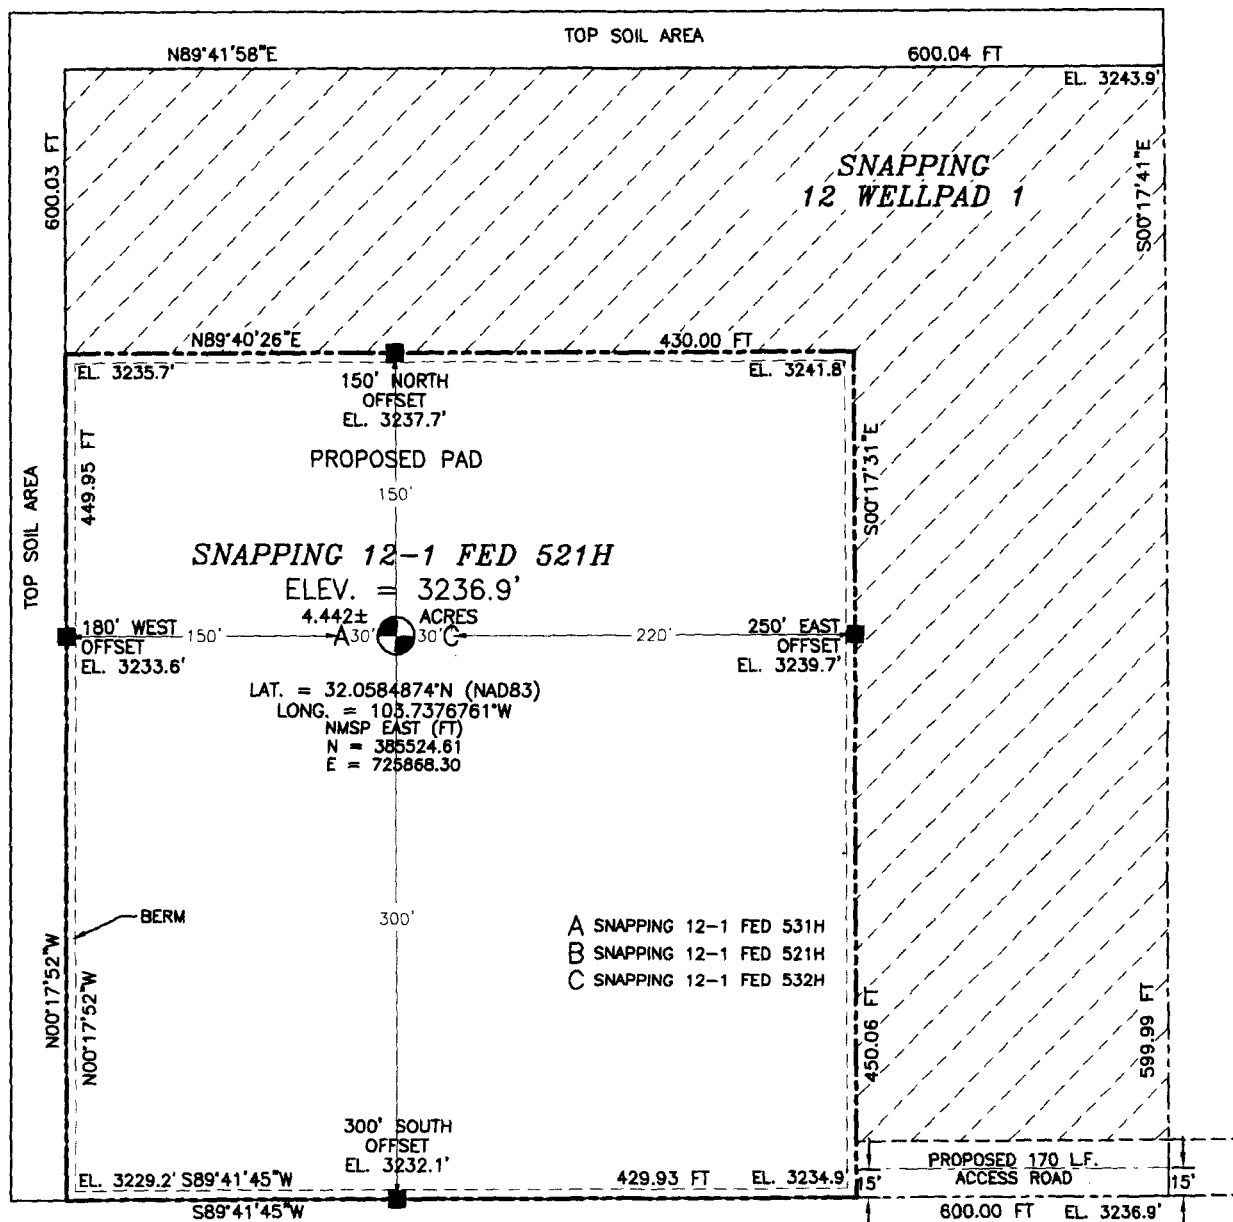 TOP SOIL AREA
N89°41'58"E
600.04 FT
EL. 3243.9'
600.03 FT
SNAPPING
12 WELLPAD 1
S00°17'41"E
N89°40'26"E
430.00 FT
EL. 3235.7'
150' NORTH
OFFSET
EL. 3237.7'
EL. 3241.8'
449.95 FT
PROPOSED PAD
S00°17'31"E
TOP SOIL AREA
150'
SNAPPING 12-1 FED 521H
ELEV. = 3236.9'
4.442± ACRES
180' WEST
OFFSET
EL. 3233.6'
150'
A 30'
30' C
220'
250' EAST
OFFSET
EL. 3239.7'
LAT. = 32.0584874°N (NAD83)
LONG. = 103.7376761°W
NMSP EAST (FT)
N = 385524.61
E = 725868.30
BERM
300'
A SNAPPING 12-1 FED 531H
B SNAPPING 12-1 FED 521H
C SNAPPING 12-1 FED 532H
N00°17'52"W
N00°17'52"W
450.06 FT
599.99 FT
300' SOUTH
OFFSET
EL. 3232.1'
EL. 3229.2' S89°41'45"W
429.93 FT
EL. 3234.9'
S89°41'45"W
PROPOSED 170 L.F.
ACCESS ROAD
15'
15'
600.00 FT EL. 3236.9'